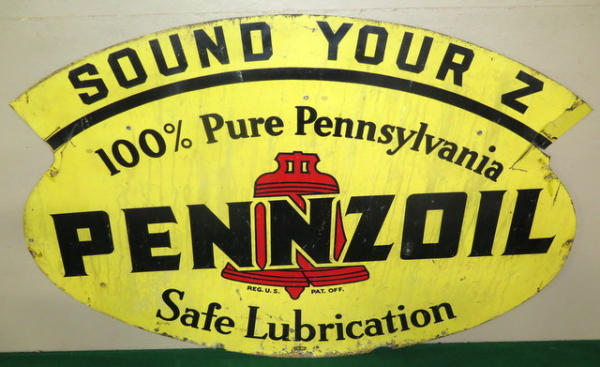 SOUND YOUR Z
100% Pure Pennsylvania
PENNZOIL
REG. U.S. PAT. OFF.
Safe Lubrication